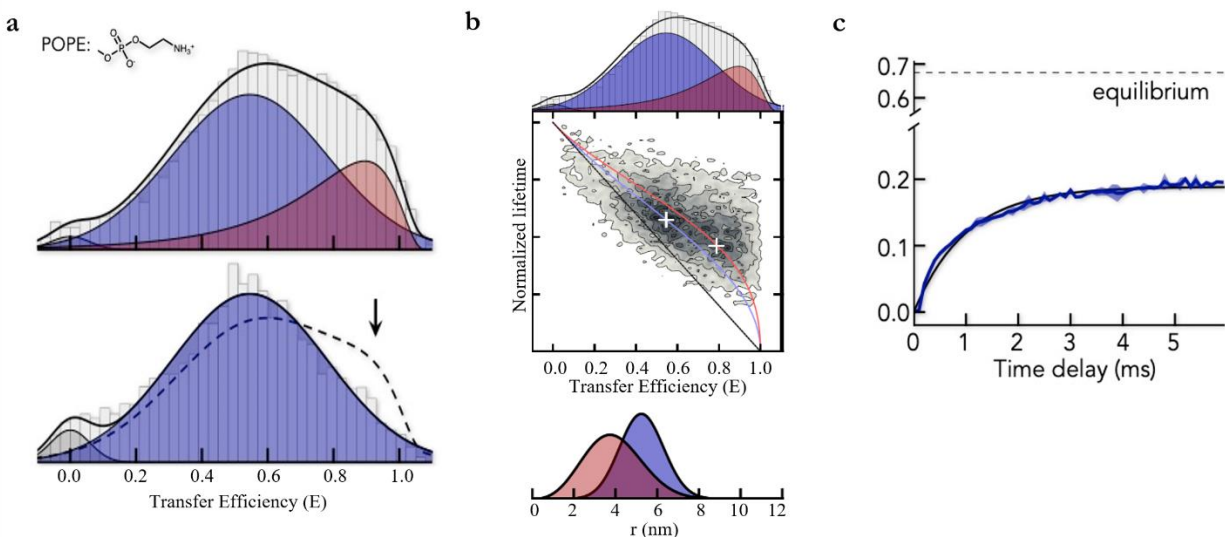 a
POPE:
O
P
O
O
O-
NH3+
0.0 0.2 0.4 0.6 0.8 1.0
Transfer Efficiency (E)
b
Normalized lifetime
0.0 0.2 0.4 0.6 0.8 1.0
Transfer Efficiency (E)
0 2 4 6 8 10 12
r (nm)
c
0.7
equilibrium
0.6
0.2
0.1
0.0
0 1 2 3 4 5
Time delay (ms)